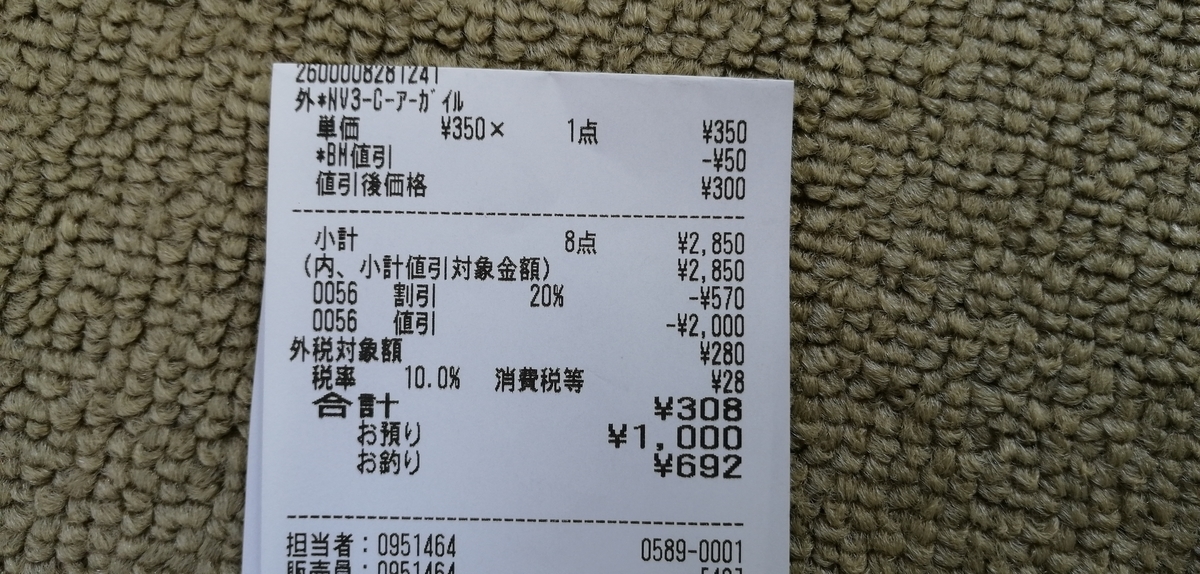 2600008281241
外*NV3-C-ｱｰｶﾞｲﾙ
単価 ¥350× 1点 ¥350
*BM値引 -¥50
値引後価格 ¥300
小計 8点 ¥2,850
(内、小計値引対象金額) ¥2,850
0056 割引 20% -¥570
0056 値引 -¥2,000
外税対象額 ¥280
税率 10.0% 消費税等 ¥28
合計 ¥308
お預り ¥1,000
お釣り ¥692
担当者:0951464 0589-0001
販売員:0951464